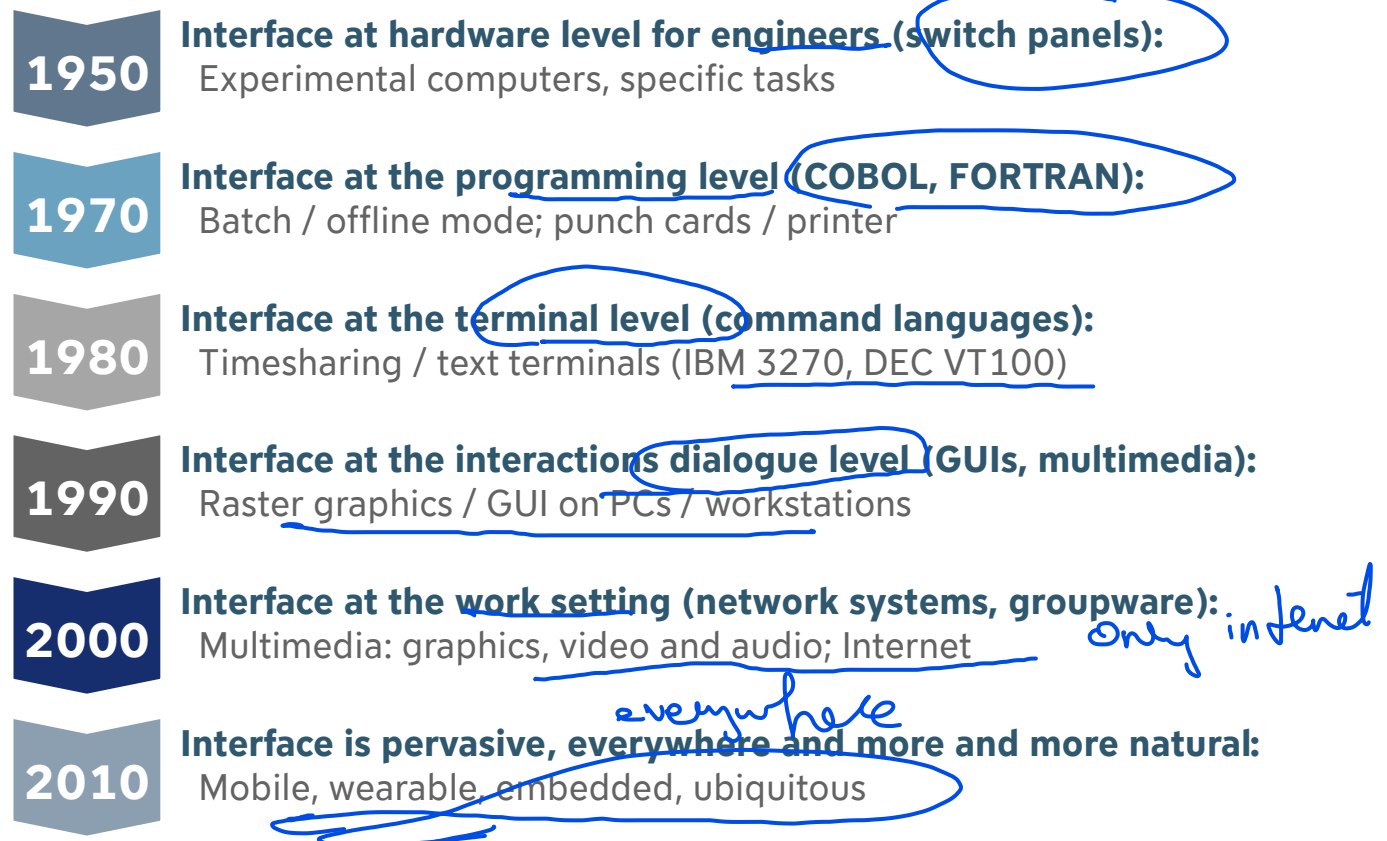 1950
Interface at hardware level for engineers (switch panels):
Experimental computers, specific tasks
1970
Interface at the programming level (COBOL, FORTRAN):
Batch / offline mode; punch cards / printer
1980
Interface at the terminal level (command languages):
Timesharing / text terminals (IBM 3270, DEC VT100)
1990
Interface at the interactions dialogue level (GUIs, multimedia):
Raster graphics / GUI on PCs / workstations
2000
Interface at the work setting (network systems, groupware):
only intenet
Multimedia: graphics, video and audio; Internet
everywhere
2010
Interface is pervasive, everywhere and more and more natural:
Mobile, wearable, embedded, ubiquitous